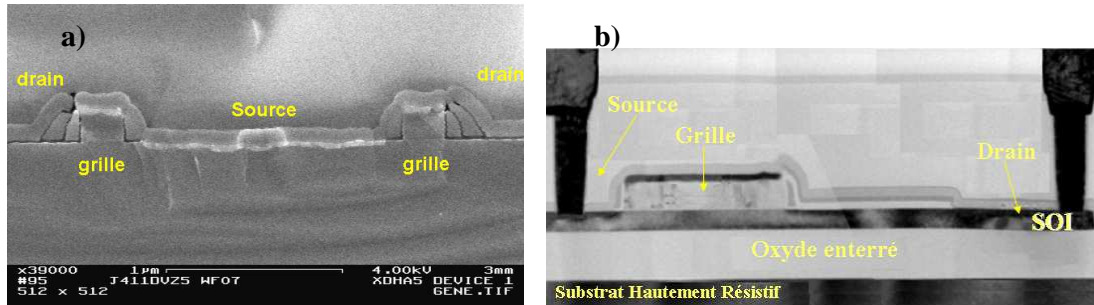 a)
drain
drain
Source
grille
grille
x39000 1µm 4.00kV 3mm
#95 J411DVZ5 WF07 XDHA5 DEVICE 1
512 x 512 GENE.TIF
b)
Source
Grille
Drain
SOI
Oxyde enterré
Substrat Hautement Résistif